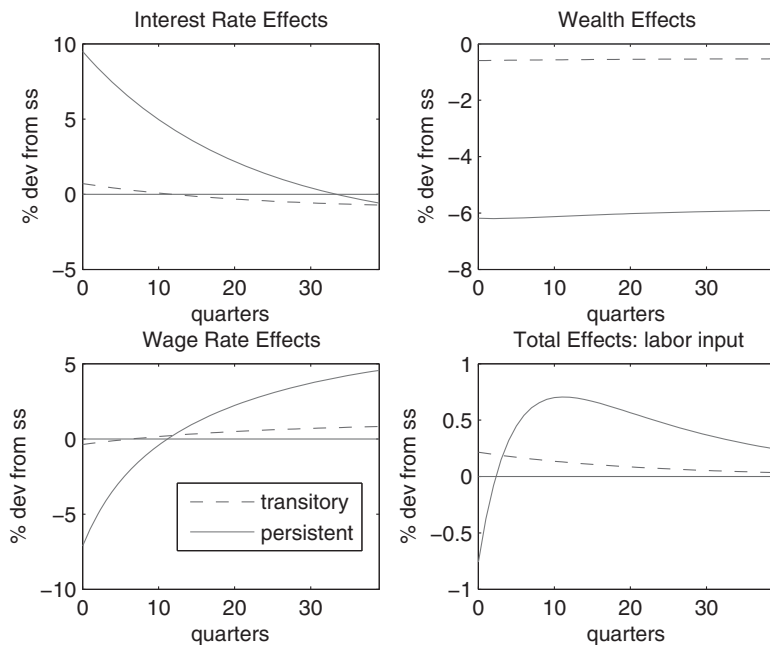 Interest Rate Effects
% dev from ss
10
5
0
−5
0 10 20 30
quarters
Wealth Effects
% dev from ss
0
−2
−4
−6
−8
0 10 20 30
quarters
Wage Rate Effects
% dev from ss
5
0
−5
−10
transitory
persistent
0 10 20 30
quarters
Total Effects: labor input
% dev from ss
1
0.5
0
−0.5
−1
0 10 20 30
quarters